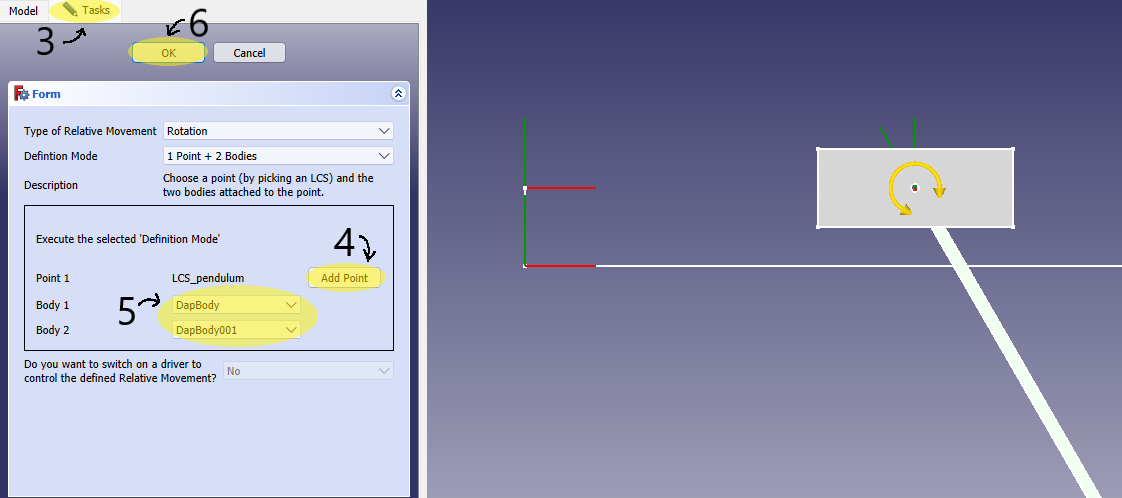 Model
Tasks
3
6
OK
Cancel
Form
Type of Relative Movement Rotation
Defintion Mode 1 Point + 2 Bodies
Description Choose a point (by picking an LCS) and the
two bodies attached to the point.
Execute the selected 'Definition Mode'
4
Point 1 LCS_pendulum Add Point
5
Body 1 DapBody
Body 2 DapBody001
Do you want to switch on a driver to
control the defined Relative Movement? No